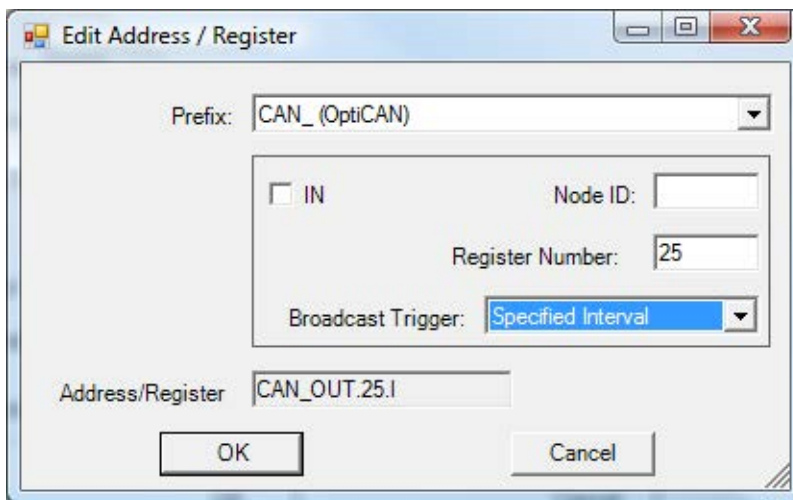 Edit Address / Register
Prefix: CAN_ (OptiCAN)
IN Node ID:
Register Number: 25
Broadcast Trigger: Specified Interval
Address/Register CAN_OUT.25.I
OK Cancel